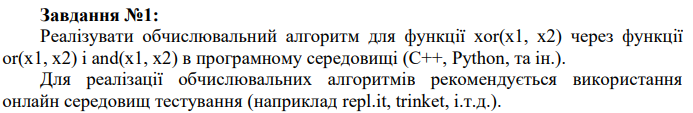 Завдання №1:
Реалізувати обчислювальний алгоритм для функції xor(x1, x2) через функції
or(x1, x2) і and(x1, x2) в програмному середовищі (C++, Python, та ін.).
Для реалізації обчислювальних алгоритмів рекомендується використання
онлайн середовищ тестування (наприклад repl.it, trinket, і.т.д.).